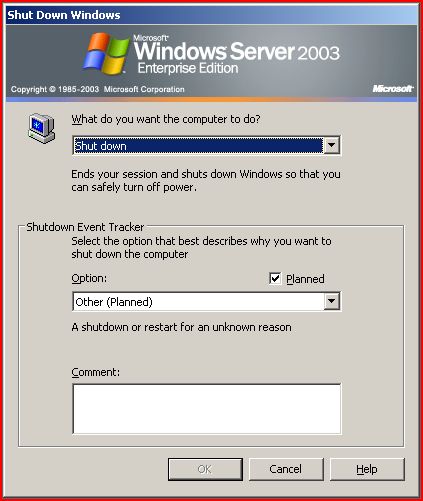 Shut Down Windows
Microsoft®
Windows Server 2003
Enterprise Edition
Copyright © 1985-2003 Microsoft Corporation
Microsoft
What do you want the computer to do?
Shut down
Ends your session and shuts down Windows so that you
can safely turn off power.
Shutdown Event Tracker
Select the option that best describes why you want to
shut down the computer
Option:
Planned
Other (Planned)
A shutdown or restart for an unknown reason
Comment:
OK
Cancel
Help